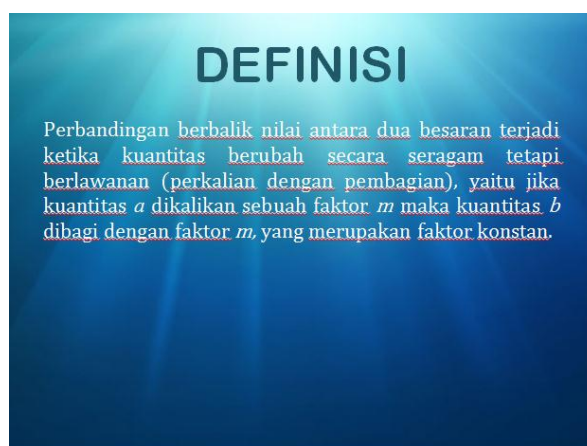 DEFINISI
Perbandingan berbalik nilai antara dua besaran terjadi
ketika kuantitas berubah secara seragam tetapi
berlawanan (perkalian dengan pembagian), yaitu jika
kuantitas a dikalikan sebuah faktor m maka kuantitas b
dibagi dengan faktor m, yang merupakan faktor konstan.